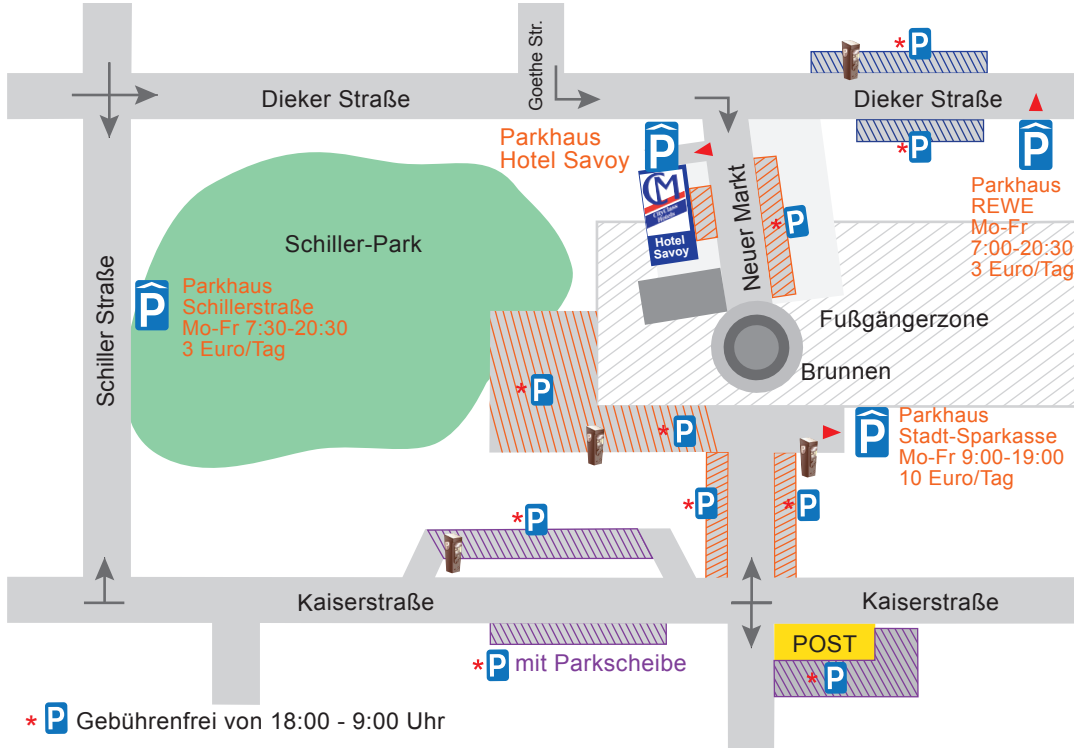 Goethe Str.
Dieker Straße
Dieker Straße
P
P
Parkhaus
Hotel Savoy
P
P
Parkhaus
REWE
Mo-Fr
7:00-20:30
3 Euro/Tag
CM
Hotel
Savoy
Neuer Markt
*P
Schiller-Park
Schiller Straße
P
Parkhaus
Schillerstraße
Mo-Fr 7:30-20:30
3 Euro/Tag
Fußgängerzone
Brunnen
*P
*P
P
Parkhaus
Stadt-Sparkasse
Mo-Fr 9:00-19:00
10 Euro/Tag
*P
*P
*P
Kaiserstraße
Kaiserstraße
*P mit Parkscheibe
POST
*P
*P Gebührenfrei von 18:00 - 9:00 Uhr